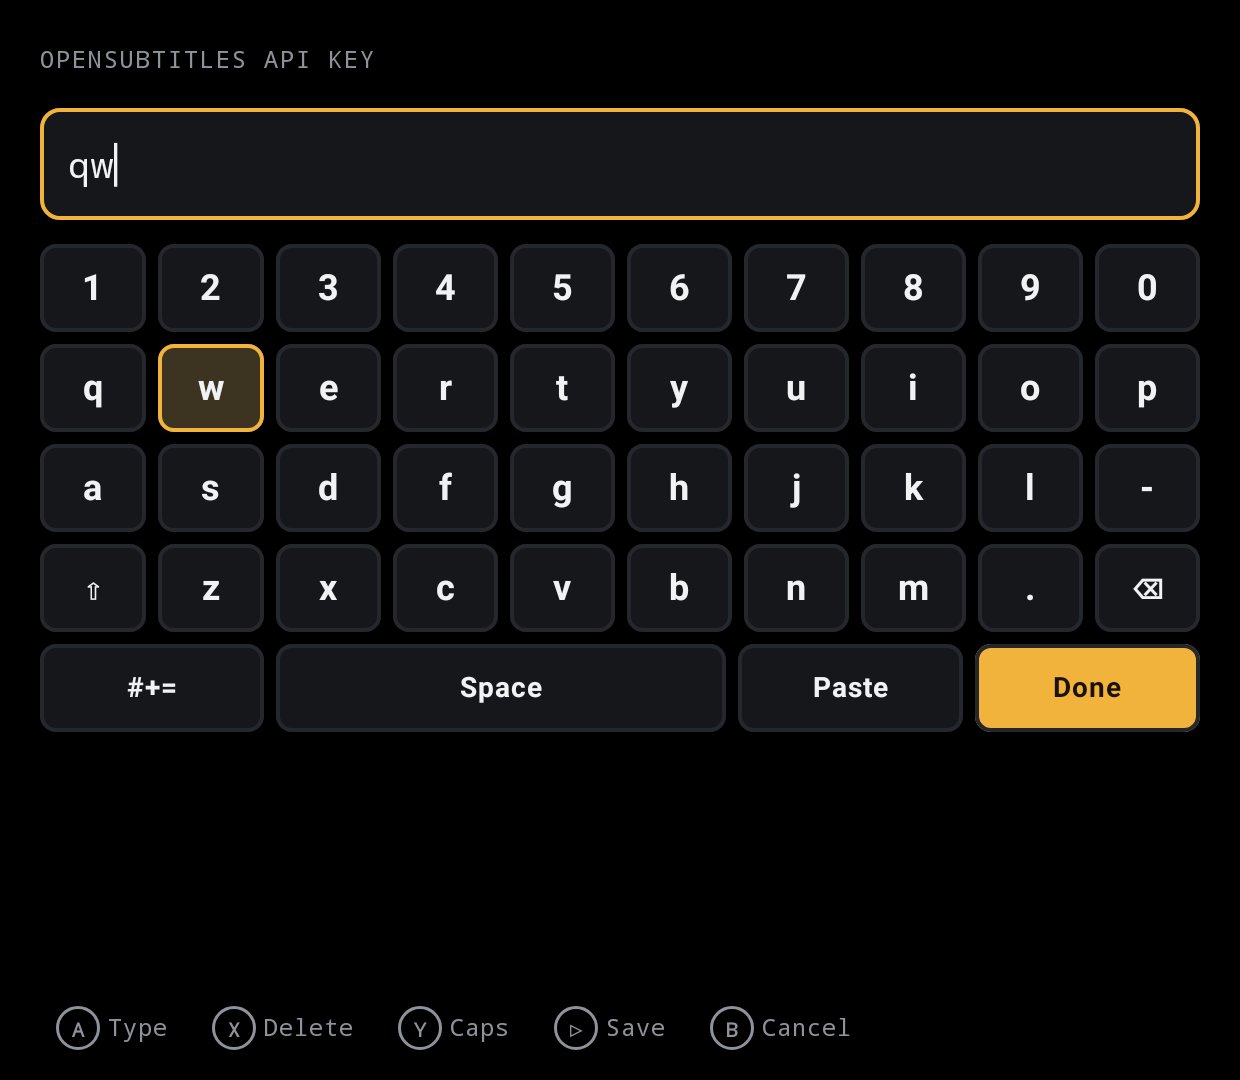 OPENSUBTITLES API KEY
qw
1 2 3 4 5 6 7 8 9 0
q w e r t y u i o p
a s d f g h j k l -
⇧ z x c v b n m . ⌫
#+= Space Paste Done
A Type X Delete Y Caps ▷ Save B Cancel